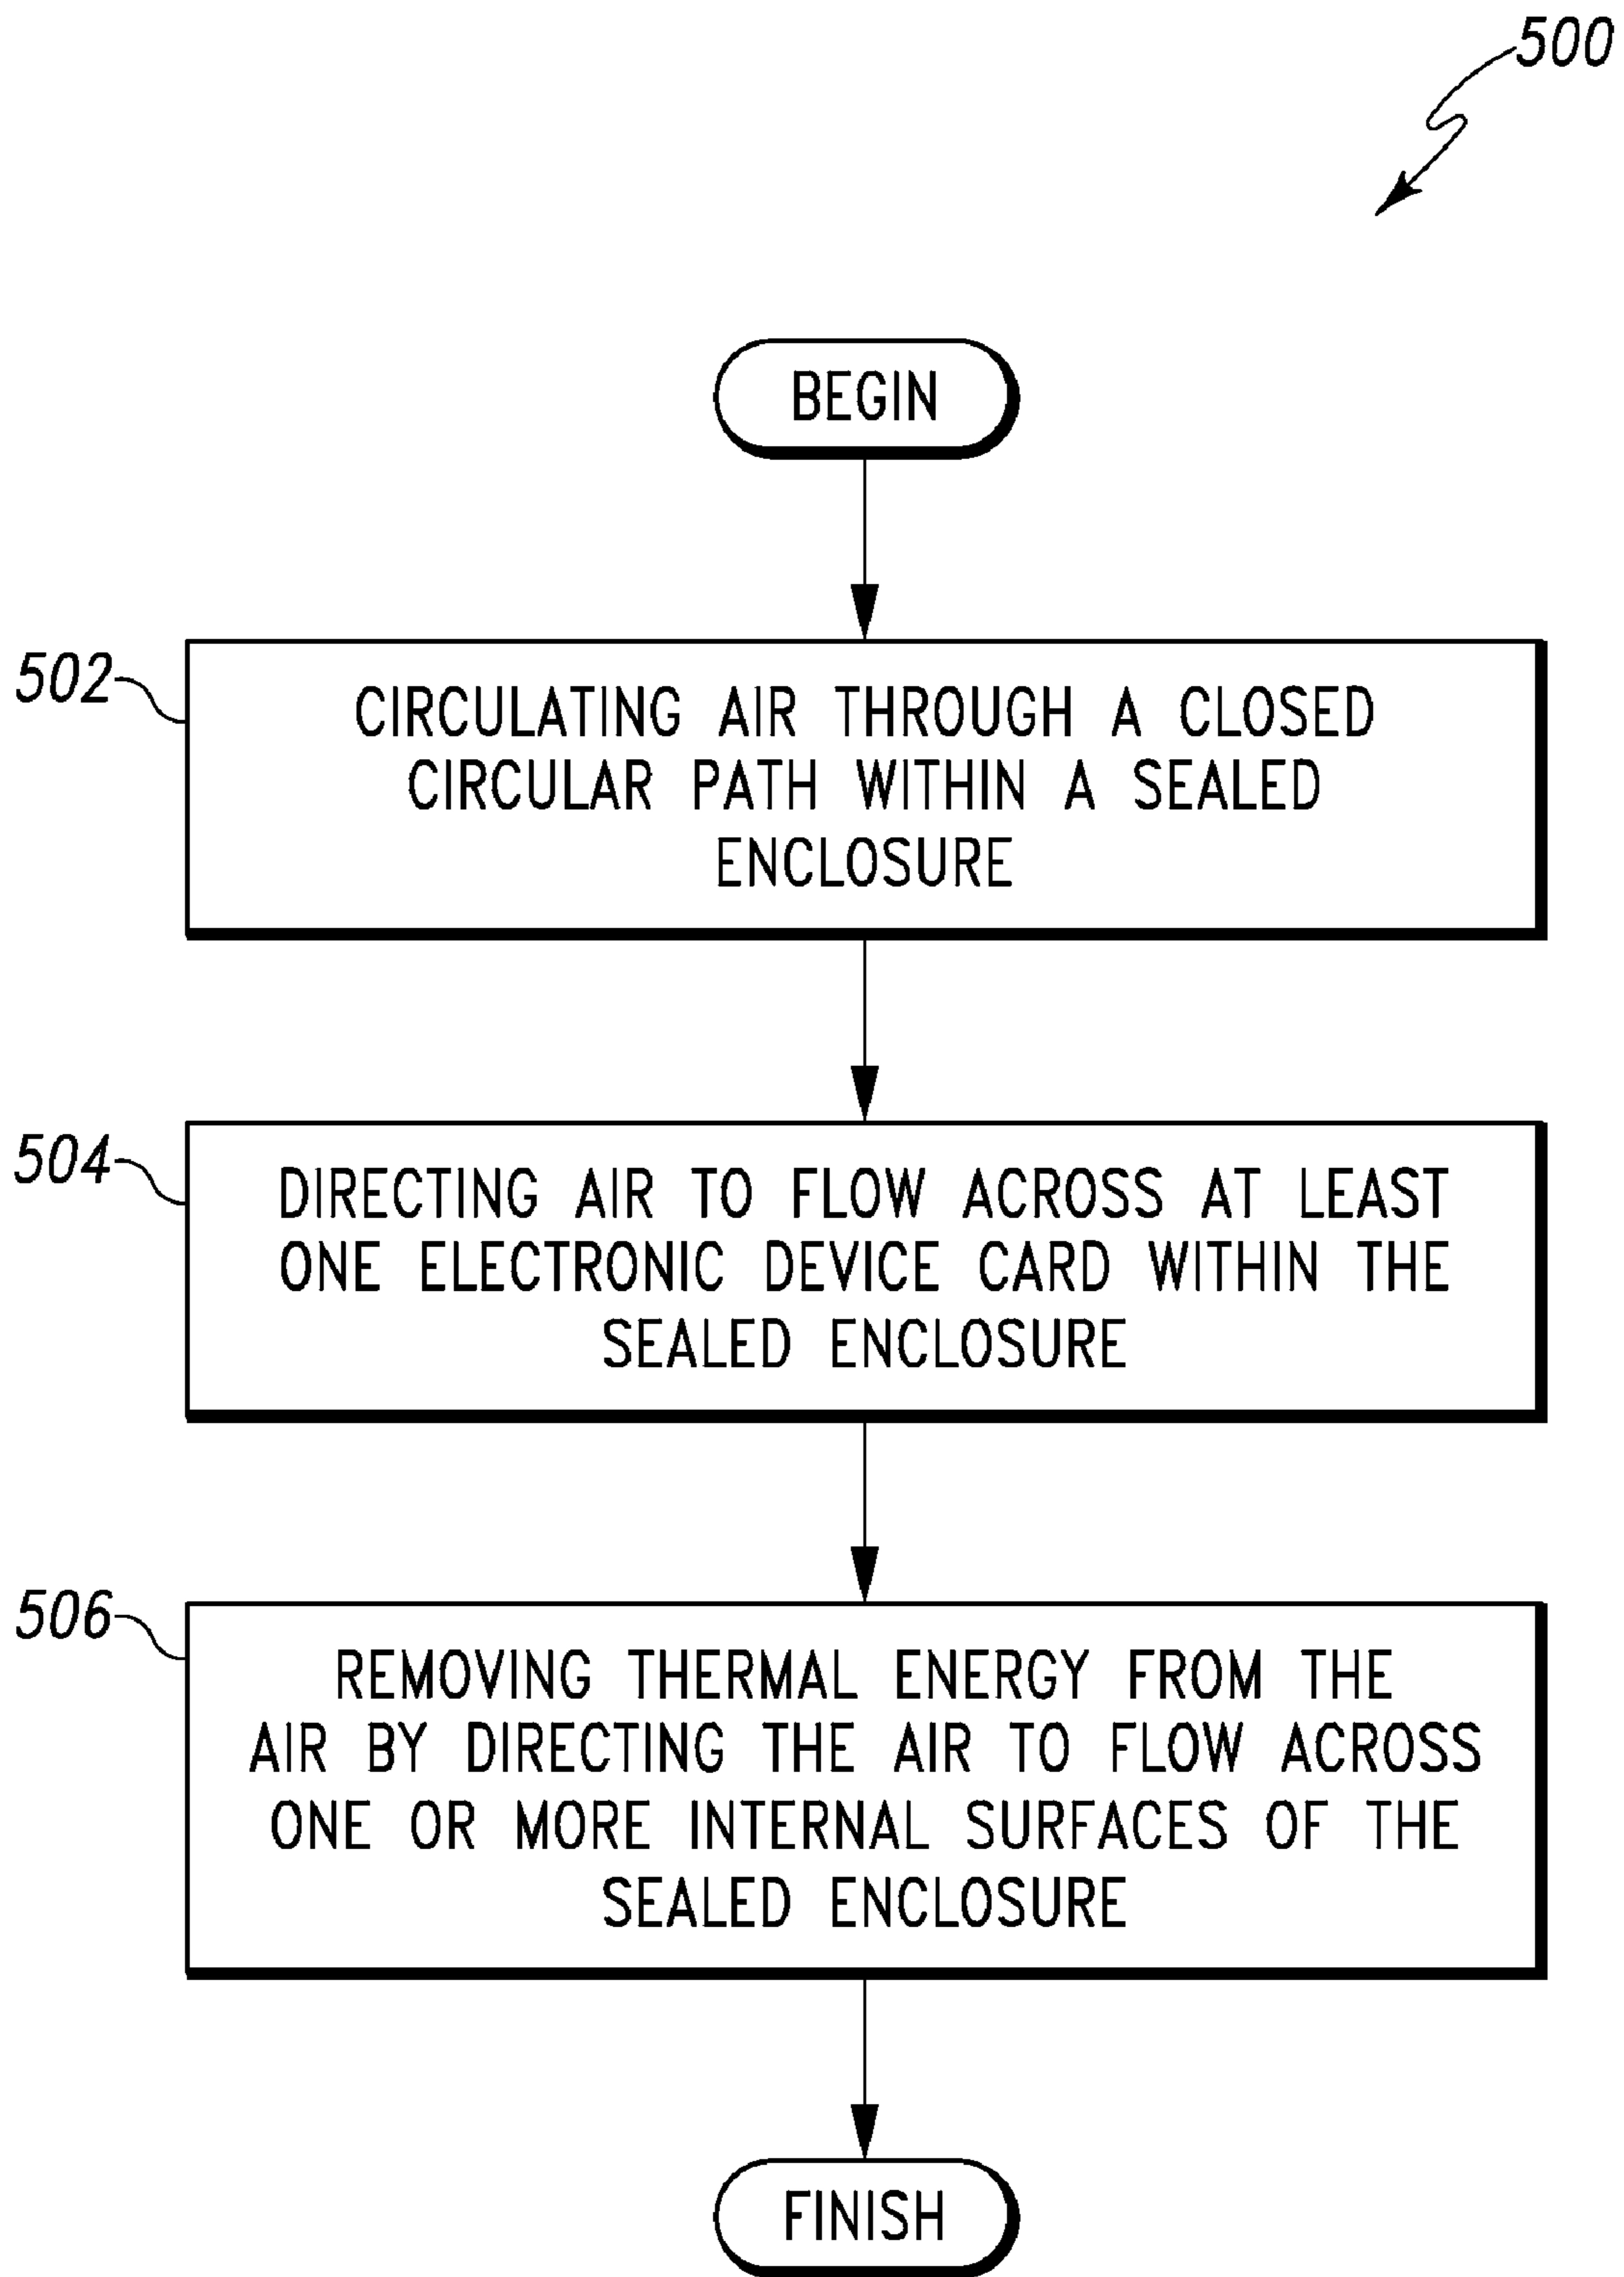 500
BEGIN
502
CIRCULATING AIR THROUGH A CLOSED
CIRCULAR PATH WITHIN A SEALED
ENCLOSURE
504
DIRECTING AIR TO FLOW ACROSS AT LEAST
ONE ELECTRONIC DEVICE CARD WITHIN THE
SEALED ENCLOSURE
506
REMOVING THERMAL ENERGY FROM THE
AIR BY DIRECTING THE AIR TO FLOW ACROSS
ONE OR MORE INTERNAL SURFACES OF THE
SEALED ENCLOSURE
FINISH